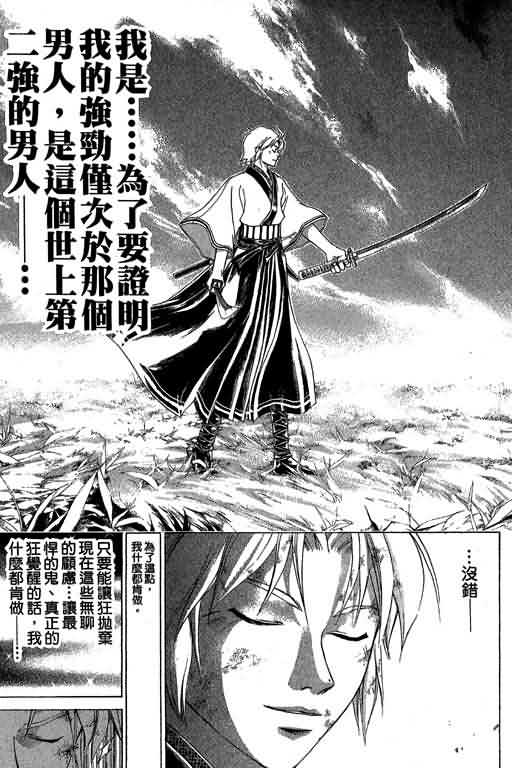 我是……為了要證明
我的強勁僅次於那個
男人，是這個世上第
二強的男人——…
…沒錯——
為了這點，
我什麼都肯做。
只要能讓狂拋棄
現在這些無聊
的顧慮…讓最
悍的鬼、真正的
狂覺醒的話，我
什麼都肯做…